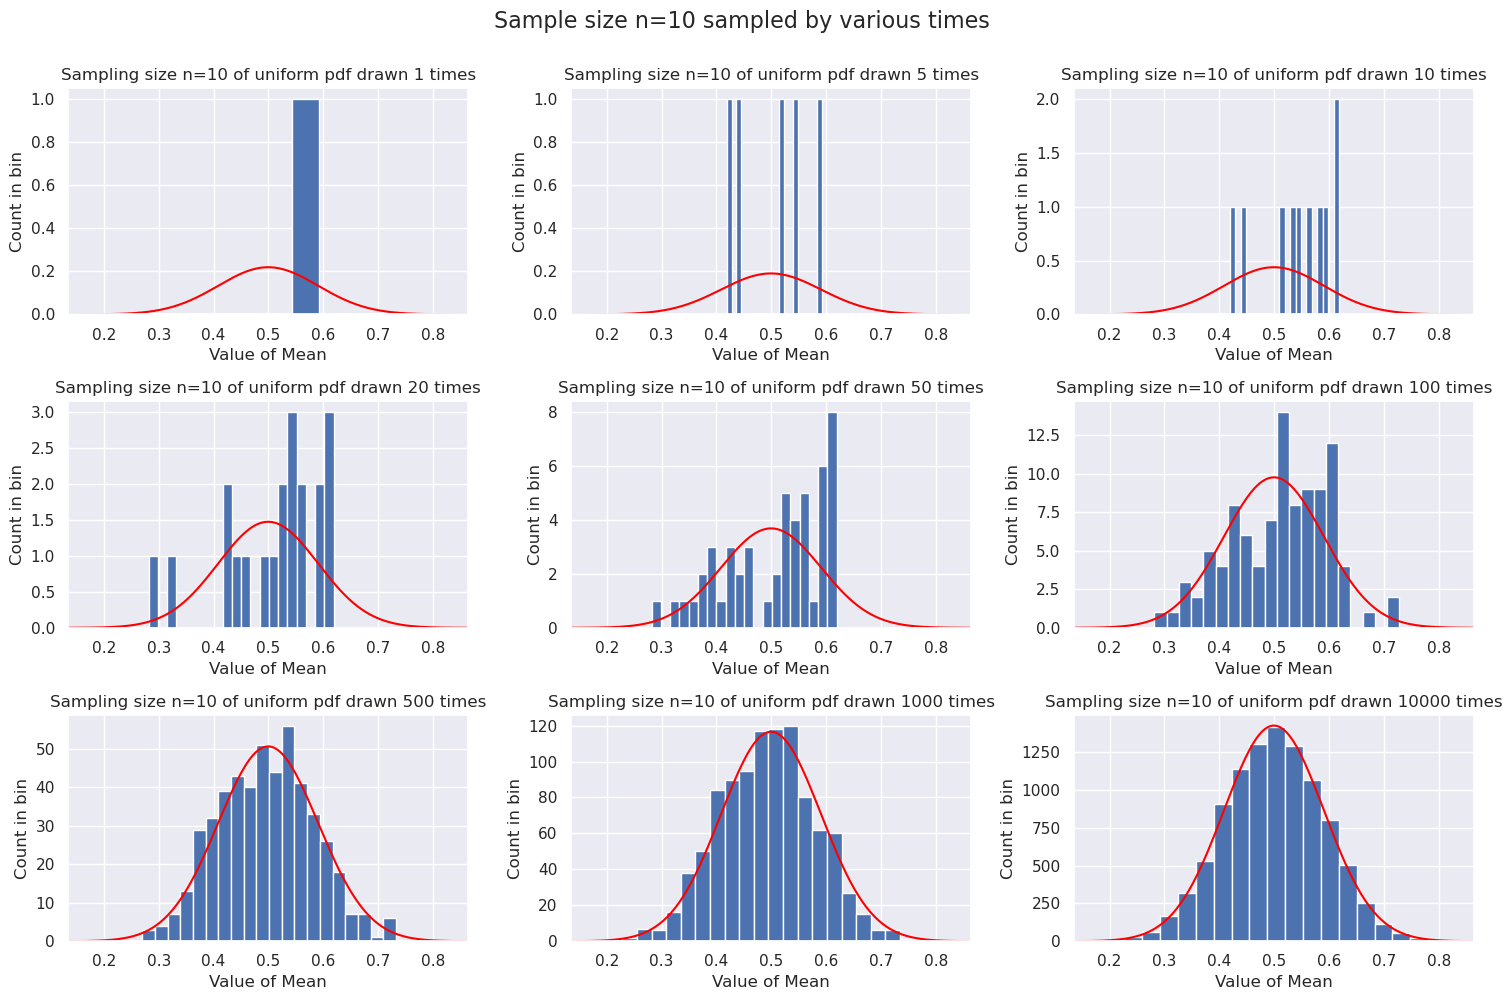 Sample size n=10 sampled by various times
Sampling size n=10 of uniform pdf drawn 1 times
1.0
0.8
0.6
0.4
0.2
0.0
Count in bin
0.2 0.3 0.4 0.5 0.6 0.7 0.8
Value of Mean
Sampling size n=10 of uniform pdf drawn 5 times
1.0
0.8
0.6
0.4
0.2
0.0
Count in bin
0.2 0.3 0.4 0.5 0.6 0.7 0.8
Value of Mean
Sampling size n=10 of uniform pdf drawn 10 times
2.0
1.5
1.0
0.5
0.0
Count in bin
0.2 0.3 0.4 0.5 0.6 0.7 0.8
Value of Mean
Sampling size n=10 of uniform pdf drawn 20 times
3.0
2.5
2.0
1.5
1.0
0.5
0.0
Count in bin
0.2 0.3 0.4 0.5 0.6 0.7 0.8
Value of Mean
Sampling size n=10 of uniform pdf drawn 50 times
8
6
4
2
0
Count in bin
0.2 0.3 0.4 0.5 0.6 0.7 0.8
Value of Mean
Sampling size n=10 of uniform pdf drawn 100 times
12.5
10.0
7.5
5.0
2.5
0.0
Count in bin
0.2 0.3 0.4 0.5 0.6 0.7 0.8
Value of Mean
Sampling size n=10 of uniform pdf drawn 500 times
50
40
30
20
10
0
Count in bin
0.2 0.3 0.4 0.5 0.6 0.7 0.8
Value of Mean
Sampling size n=10 of uniform pdf drawn 1000 times
120
100
80
60
40
20
0
Count in bin
0.2 0.3 0.4 0.5 0.6 0.7 0.8
Value of Mean
Sampling size n=10 of uniform pdf drawn 10000 times
1250
1000
750
500
250
0
Count in bin
0.2 0.3 0.4 0.5 0.6 0.7 0.8
Value of Mean